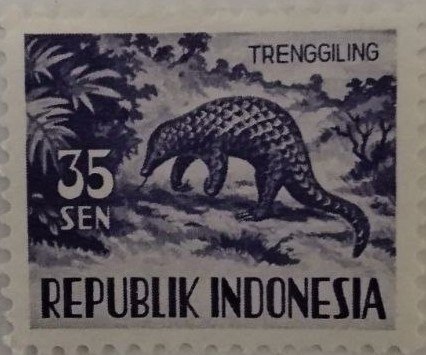 TRENGGILING
35
SEN
REPUBLIK INDONESIA